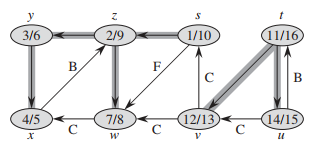 y z s t
3/6 2/9 1/10 11/16
B F C B
4/5 7/8 12/13 14/15
C C C
x w v u